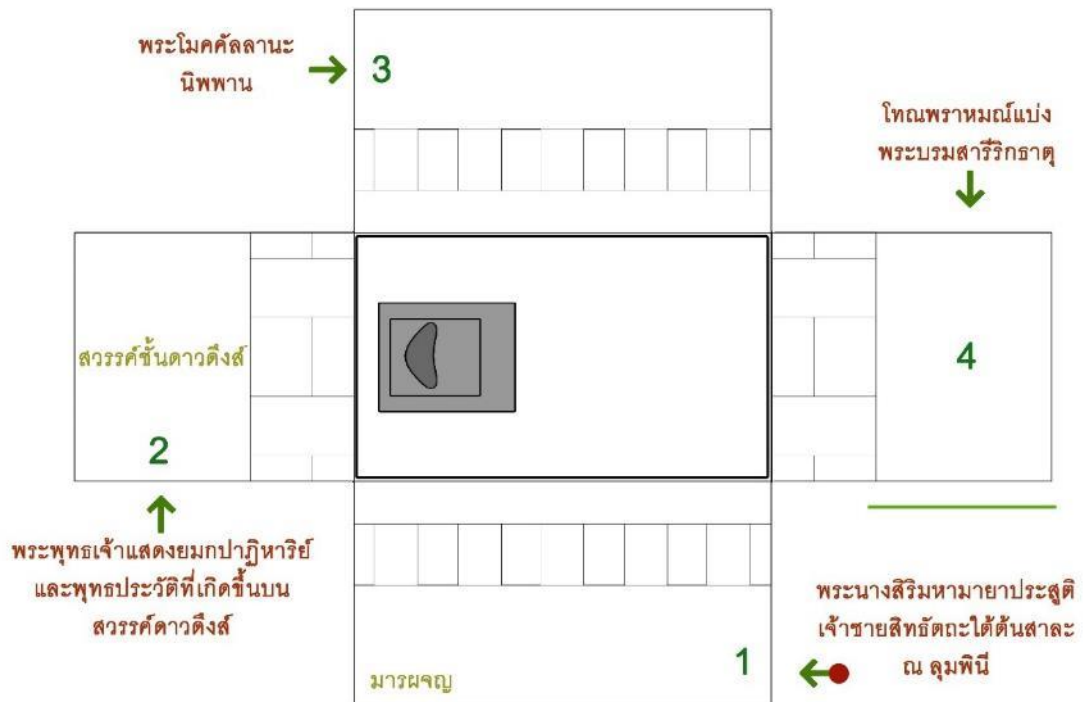 พระโมคคัลลานะ
นิพพาน
3
โทณพราหมณ์แบ่ง
พระบรมสารีริกธาตุ
สวรรค์ชั้นดาวดึงส์
2
4
พระพุทธเจ้าแสดงยมกปาฏิหาริย์
และพุทธประวัติที่เกิดขึ้นบน
สวรรค์ดาวดึงส์
มารผจญ
1
พระนางสิริมหามายาประสูติ
เจ้าชายสิทธัตถะใต้ต้นสาละ
ณ ลุมพินี